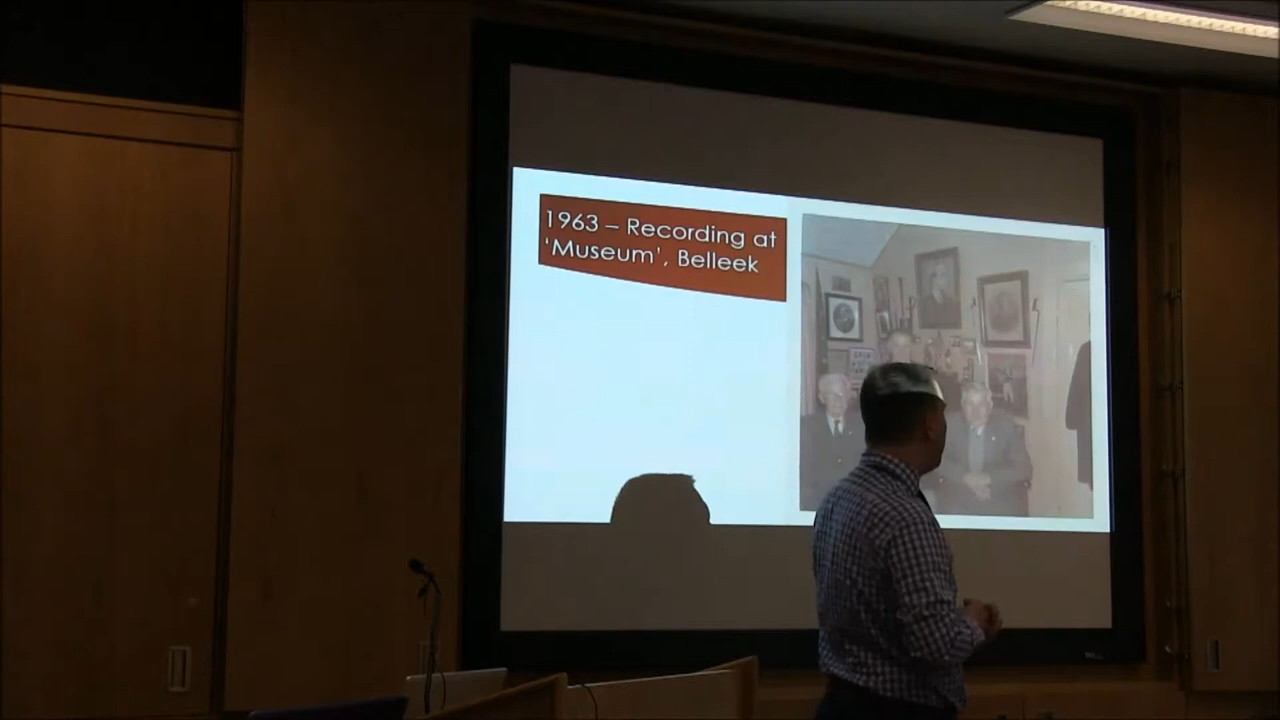 1963 – Recording at
‘Museum’, Belleek